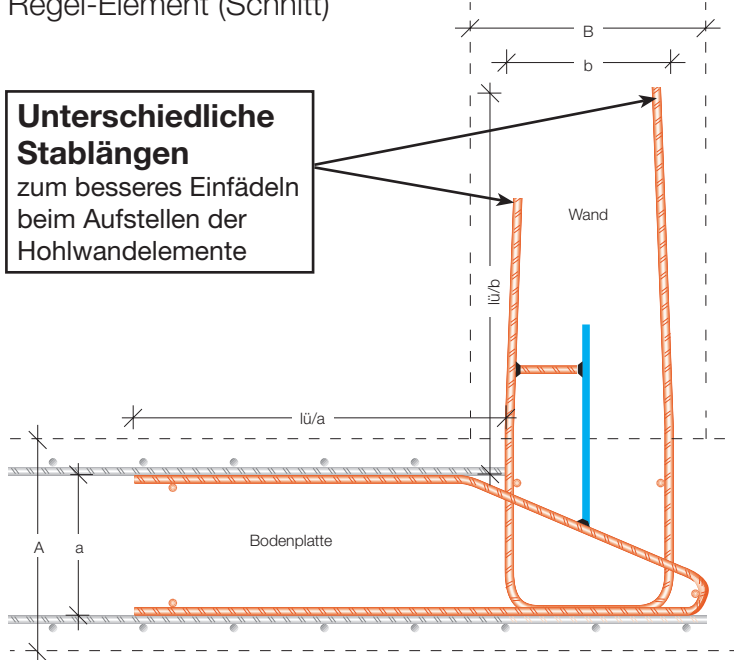 Regel-Element (Schnitt)
B
b
Unterschiedliche
Stablängen
zum besseres Einfädeln
beim Aufstellen der
Hohlwandelemente
Wand
lü/b
lü/a
A
a
Bodenplatte